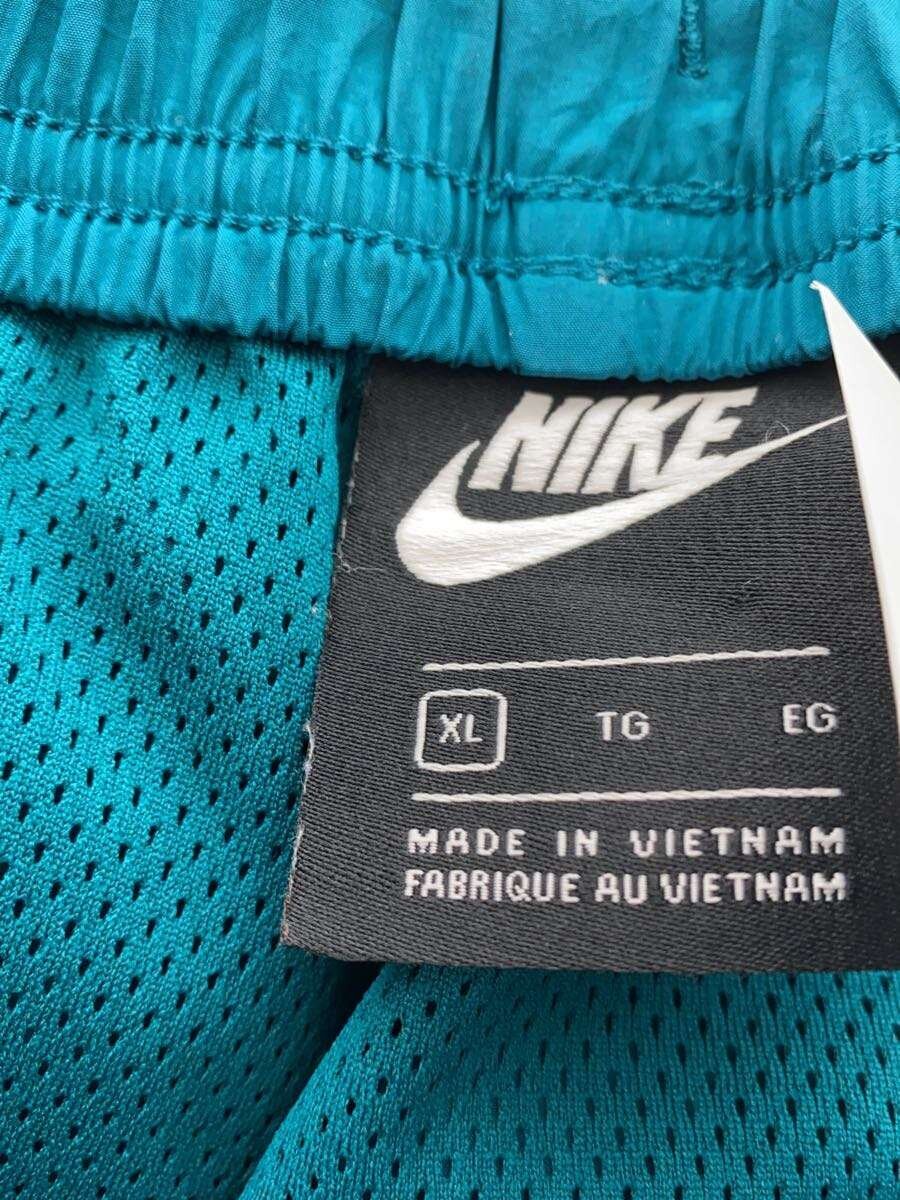 NIKE
XL TG EG
MADE IN VIETNAM
FABRIQUE AU VIETNAM